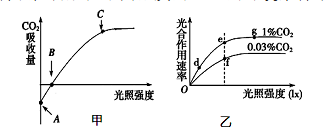 CO₂
吸收量
C
B
A
光照强度
甲
光合作用速率
g 1%CO₂
e
0.03%CO₂
f
d
O
光照强度 (lx)
乙